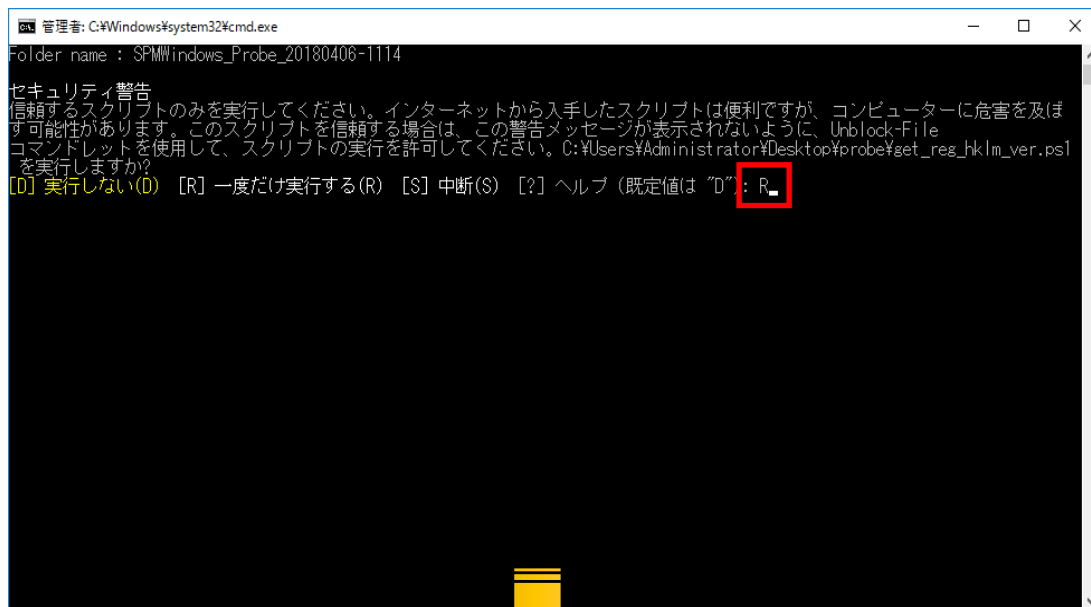 管理者: C:¥Windows¥system32¥cmd.exe
Folder name : SPMWindows_Probe_20180406-1114
セキュリティ警告
信頼するスクリプトのみを実行してください。インターネットから入手したスクリプトは便利ですが、コンピューターに危害を及ぼ
す可能性があります。このスクリプトを信頼する場合は、この警告メッセージが表示されないように、Unblock-File
コマンドレットを使用して、スクリプトの実行を許可してください。C:¥Users¥Administrator¥Desktop¥probe¥get_reg_hklm_ver.ps1
を実行しますか?
[D] 実行しない(D) [R] 一度だけ実行する(R) [S] 中断(S) [?] ヘルプ (既定値は "D"): R